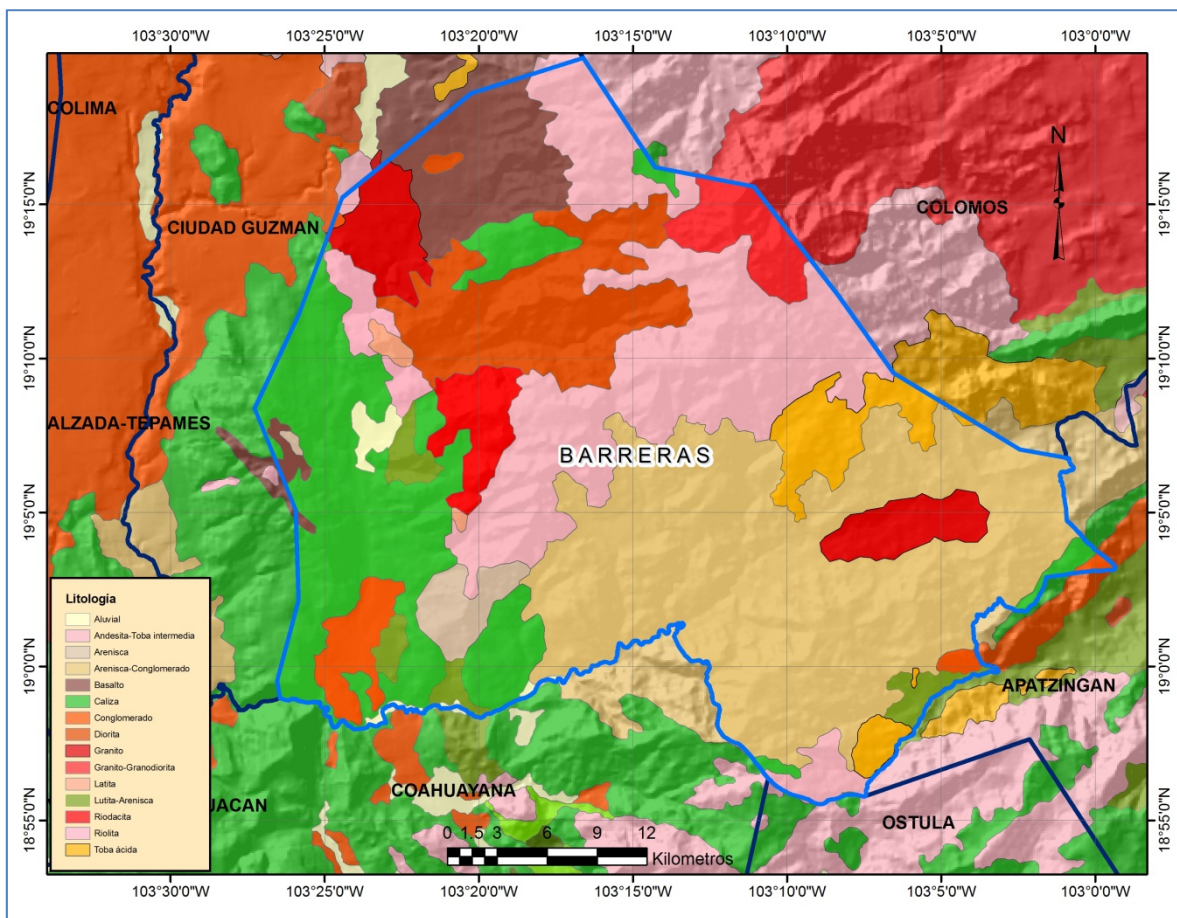 103°30'0"W 103°25'0"W 103°20'0"W 103°15'0"W 103°10'0"W 103°5'0"W 103°0'0"W
COLIMA
N
19°15'0"N 19°15'0"N
COLOMOS
CIUDAD GUZMAN
19°10'0"N 19°10'0"N
ALZADA-TEPAMES
BARRERAS
19°5'0"N 19°5'0"N
Litología
Aluvial
Andesita-Toba intermedia
Arenisca
Arenisca-Conglomerado
Basalto
Caliza
Conglomerado
Diorita
Granito
Granito-Granodiorita
Latita
Lutita-Arenisca
Riodacita
Riolita
Toba ácida
19°0'0"N 19°0'0"N
APATZINGAN
COAHUAYANA
UACAN
OSTULA
18°55'0"N 18°55'0"N
0 1.5 3 6 9 12
Kilometros
103°30'0"W 103°25'0"W 103°20'0"W 103°15'0"W 103°10'0"W 103°5'0"W 103°0'0"W